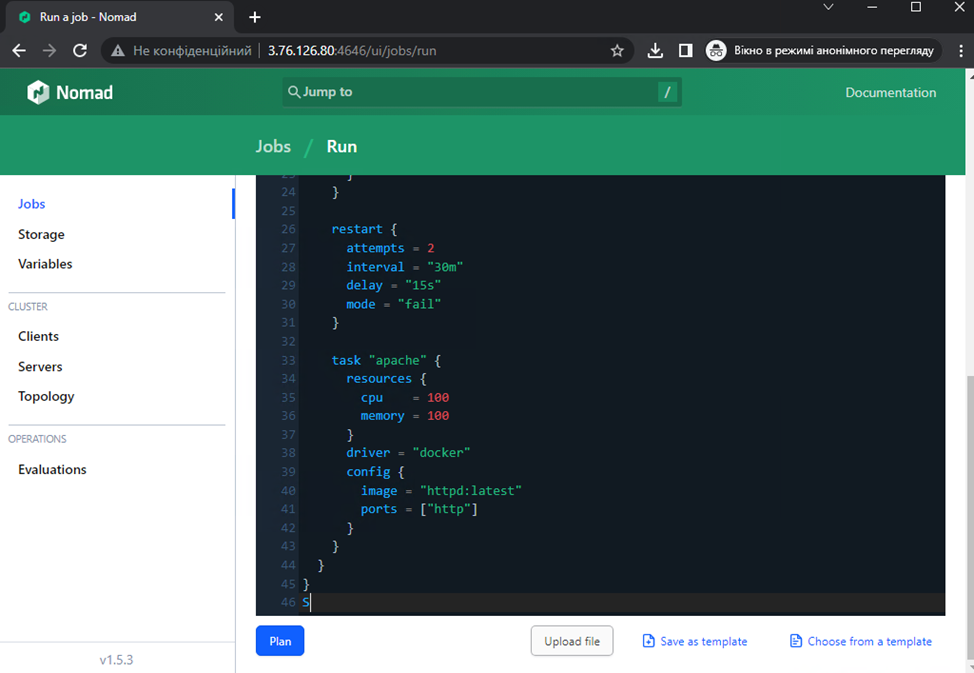 Run a job - Nomad
Не конфіденційний
3.76.126.80:4646/ui/jobs/run
Вікно в режимі анонімного перегляду
Nomad
Jump to
/
Documentation
Jobs / Run
Jobs
Storage
Variables
CLUSTER
Clients
Servers
Topology
OPERATIONS
Evaluations
v1.5.3
23 }
24 }
25
26 restart {
27 attempts = 2
28 interval = "30m"
29 delay = "15s"
30 mode = "fail"
31 }
32
33 task "apache" {
34 resources {
35 cpu    = 100
36 memory = 100
37 }
38 driver = "docker"
39 config {
40 image = "httpd:latest"
41 ports = ["http"]
42 }
43 }
44 }
45 }
46 S
Plan
Upload file
Save as template
Choose from a template